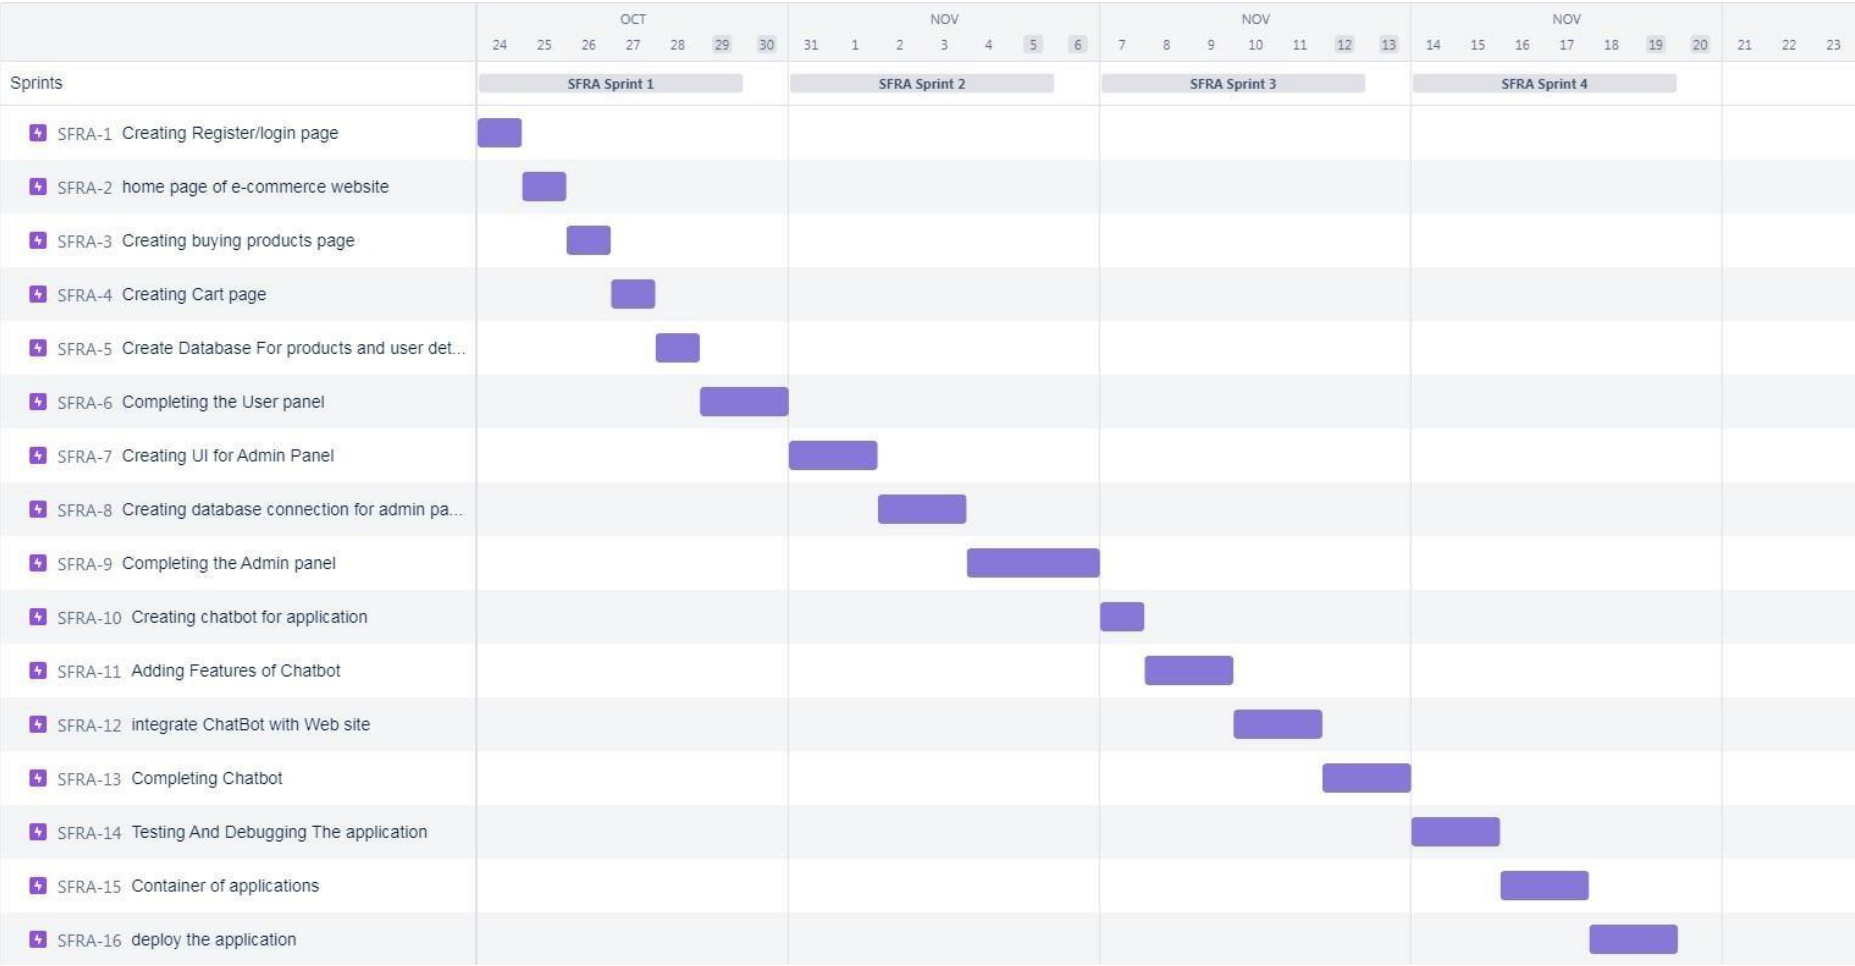 OCT NOV NOV NOV
24 25 26 27 28 29 30 31 1 2 3 4 5 6 7 8 9 10 11 12 13 14 15 16 17 18 19 20 21 22 23
Sprints SFRA Sprint 1 SFRA Sprint 2 SFRA Sprint 3 SFRA Sprint 4
SFRA-1 Creating Register/login page
SFRA-2 home page of e-commerce website
SFRA-3 Creating buying products page
SFRA-4 Creating Cart page
SFRA-5 Create Database For products and user det...
SFRA-6 Completing the User panel
SFRA-7 Creating UI for Admin Panel
SFRA-8 Creating database connection for admin pa...
SFRA-9 Completing the Admin panel
SFRA-10 Creating chatbot for application
SFRA-11 Adding Features of Chatbot
SFRA-12 integrate ChatBot with Web site
SFRA-13 Completing Chatbot
SFRA-14 Testing And Debugging The application
SFRA-15 Container of applications
SFRA-16 deploy the application